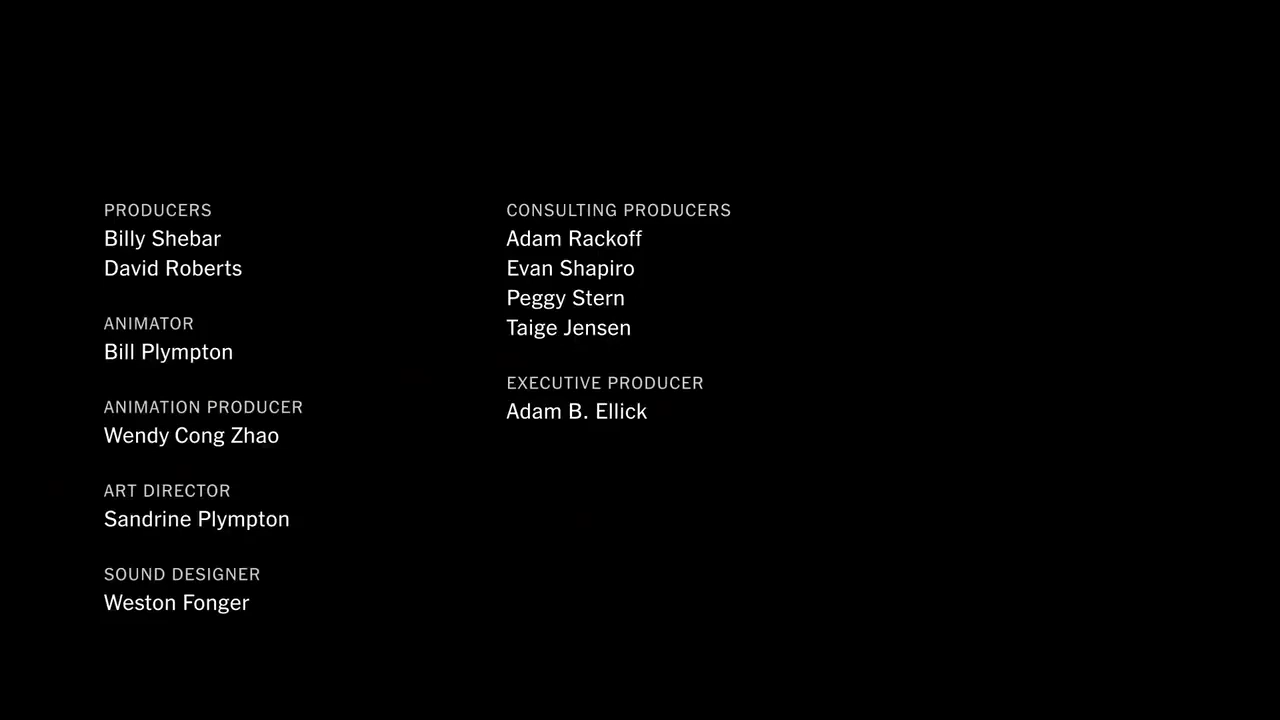 PRODUCERS
Billy Shebar
David Roberts
ANIMATOR
Bill Plympton
ANIMATION PRODUCER
Wendy Cong Zhao
ART DIRECTOR
Sandrine Plympton
SOUND DESIGNER
Weston Fonger
CONSULTING PRODUCERS
Adam Rackoff
Evan Shapiro
Peggy Stern
Taige Jensen
EXECUTIVE PRODUCER
Adam B. Ellick